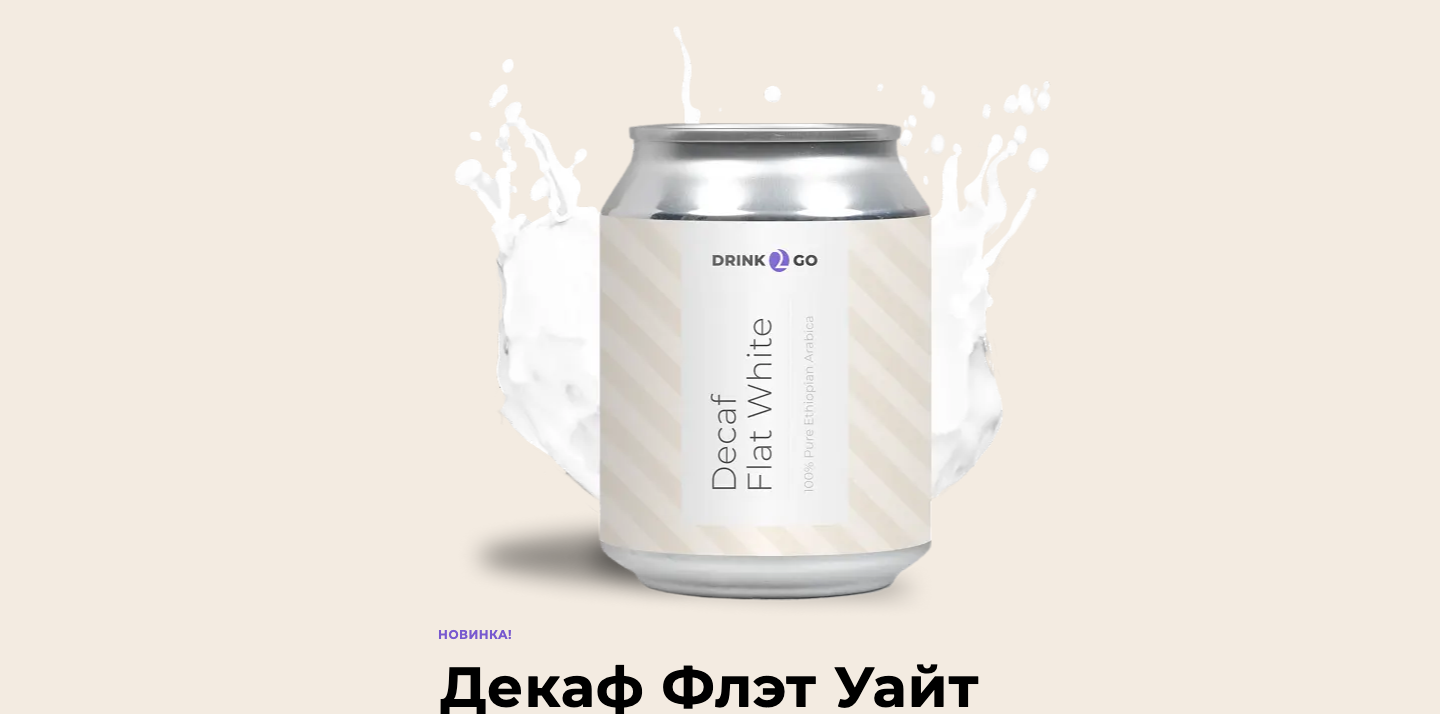 DRINK 2 GO
Decaf
Flat White
100% Pure Ethiopian Arabica
НОВИНКА!
Декаф Флэт Уайт